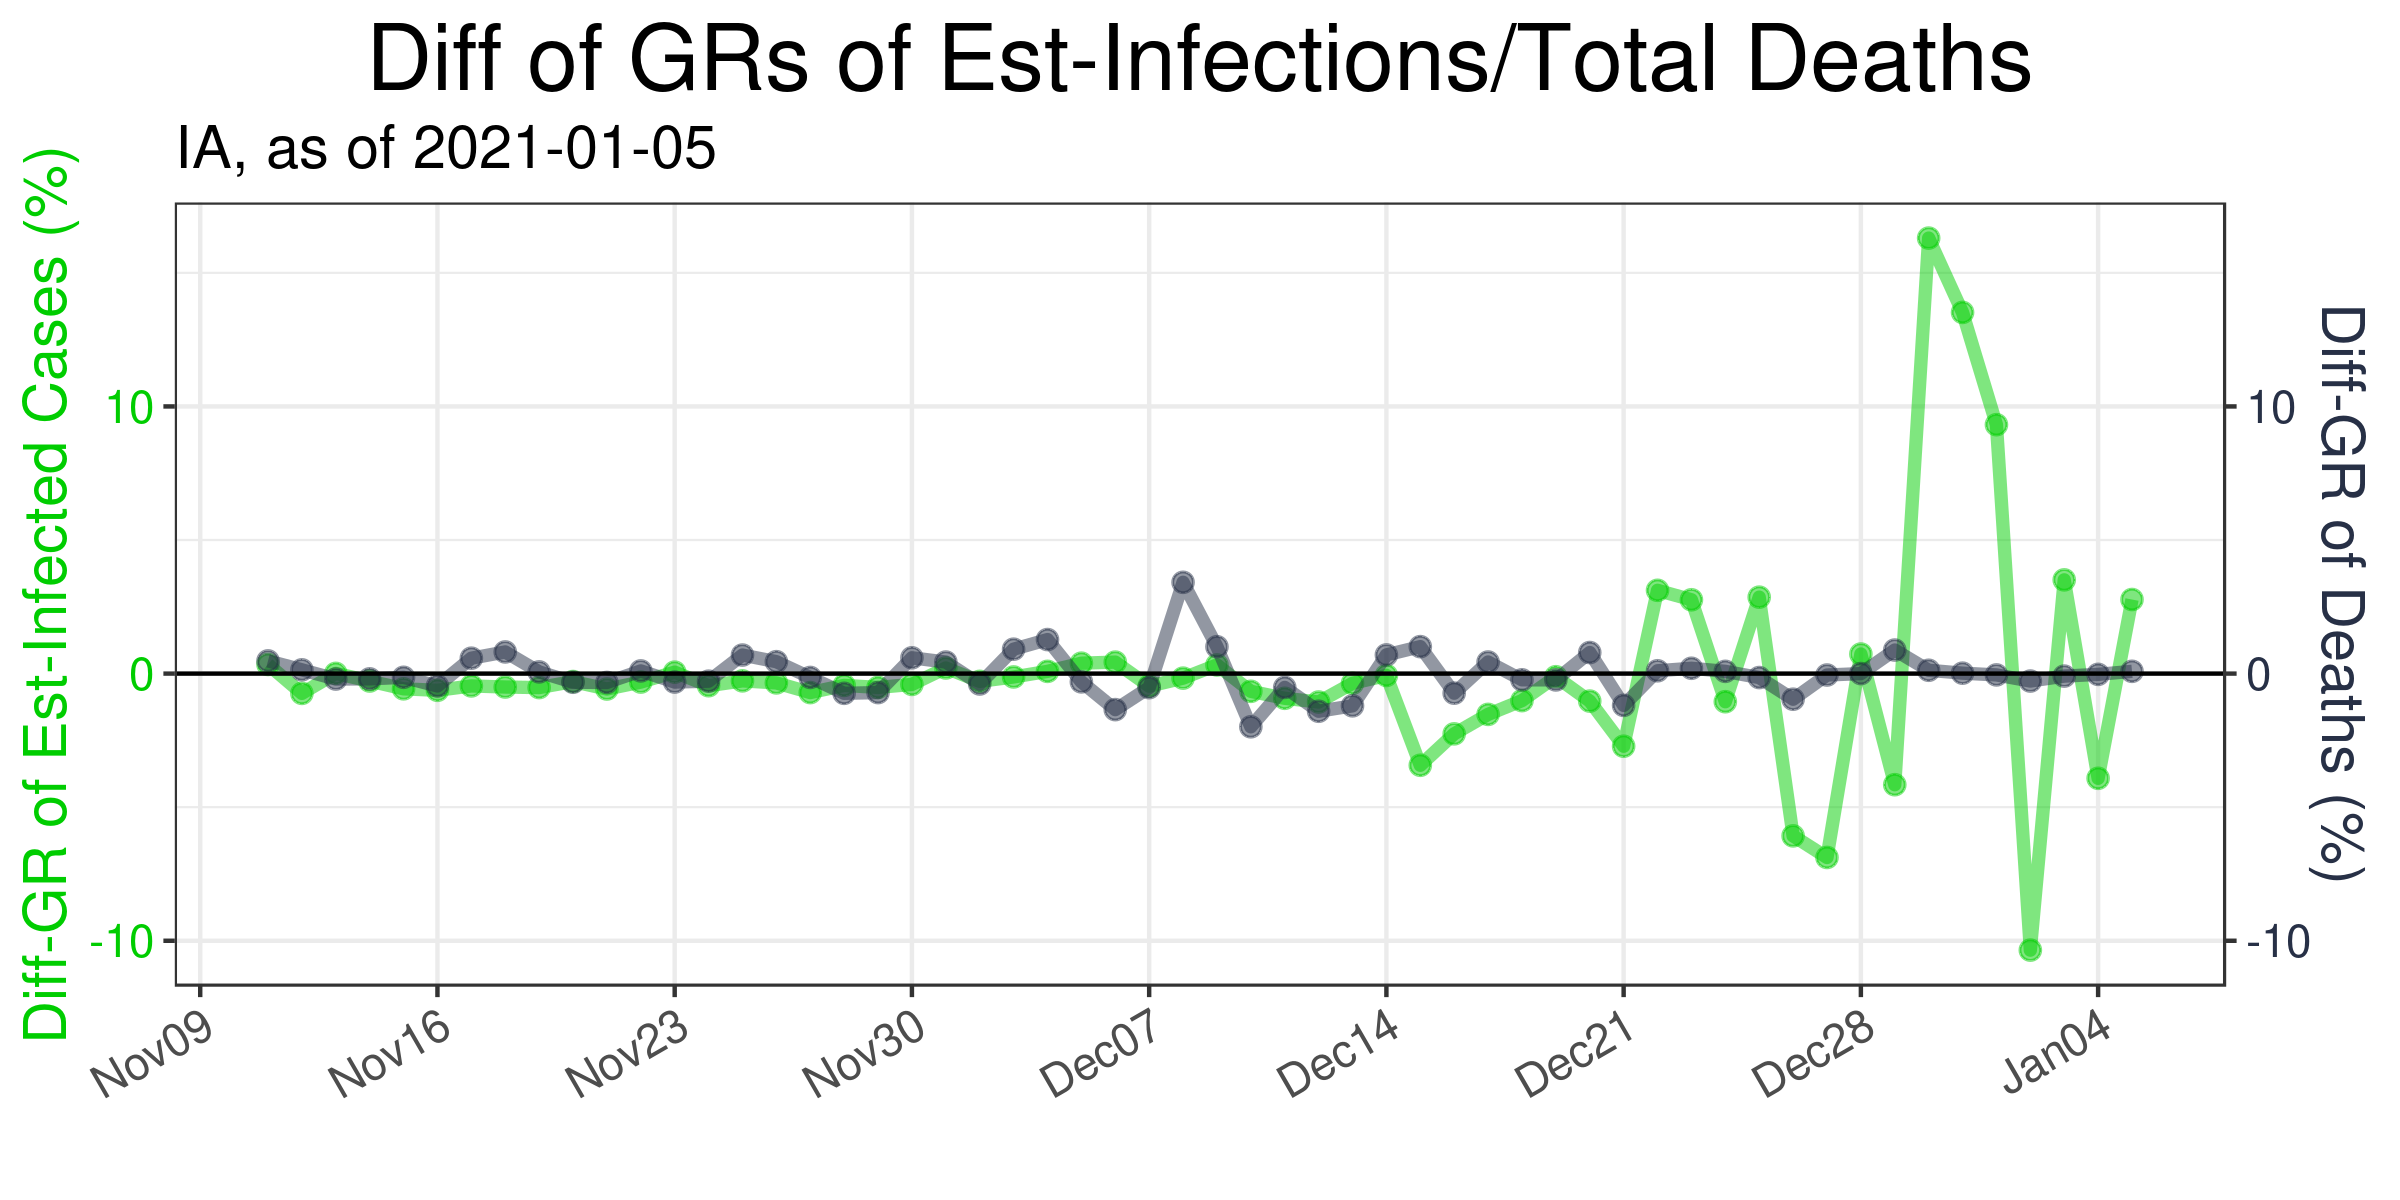 Diff of GRs of Est-Infections/Total Deaths
IA, as of 2021-01-05
Diff-GR of Est-Infected Cases (%)
10
0
-10
10
0
-10
Diff-GR of Deaths (%)
Nov09
Nov16
Nov23
Nov30
Dec07
Dec14
Dec21
Dec28
Jan04